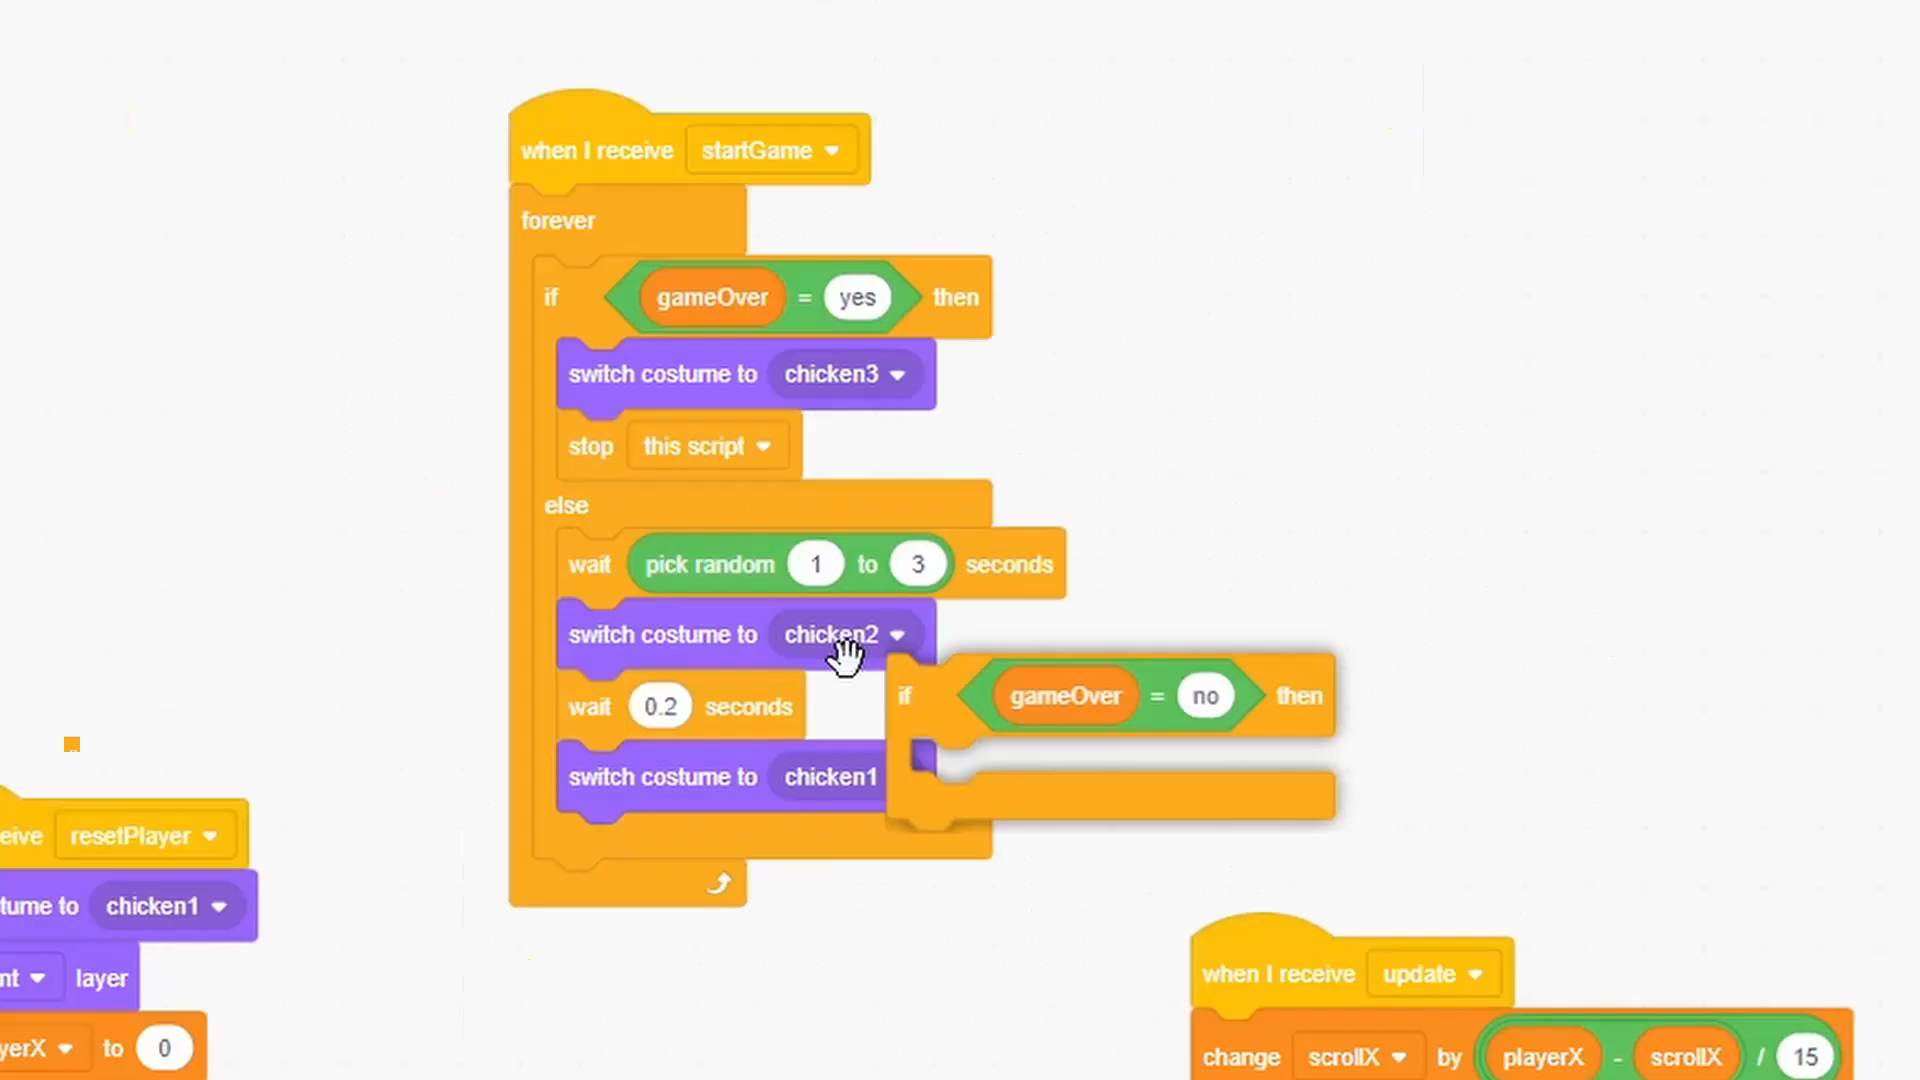 when I receive startGame
forever
if gameOver = yes then
switch costume to chicken3
stop this script
else
wait pick random 1 to 3 seconds
switch costume to chicken2
wait 0.2 seconds
switch costume to chicken1
if gameOver = no then
eive resetPlayer
tume to chicken1
nt layer
yerX to 0
when I receive update
change scrollX by playerX - scrollX / 15